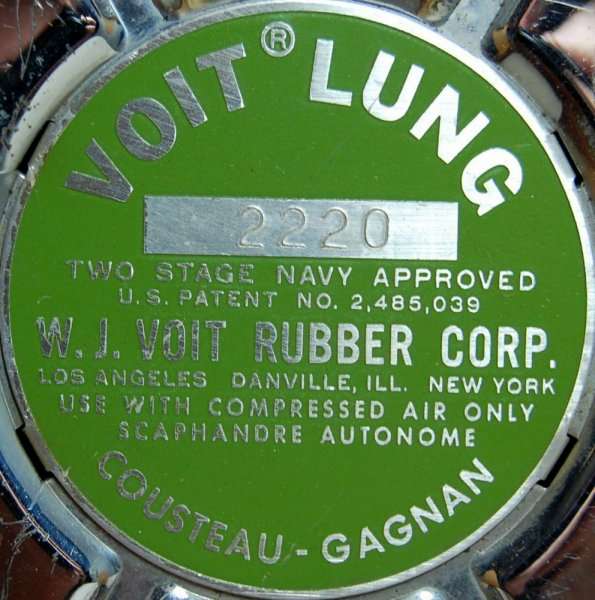 VOIT® LUNG
2220
TWO STAGE NAVY APPROVED
U.S. PATENT NO. 2,485,039
W.J. VOIT RUBBER CORP.
LOS ANGELES DANVILLE, ILL. NEW YORK
USE WITH COMPRESSED AIR ONLY
SCAPHANDRE AUTONOME
COUSTEAU-GAGNAN